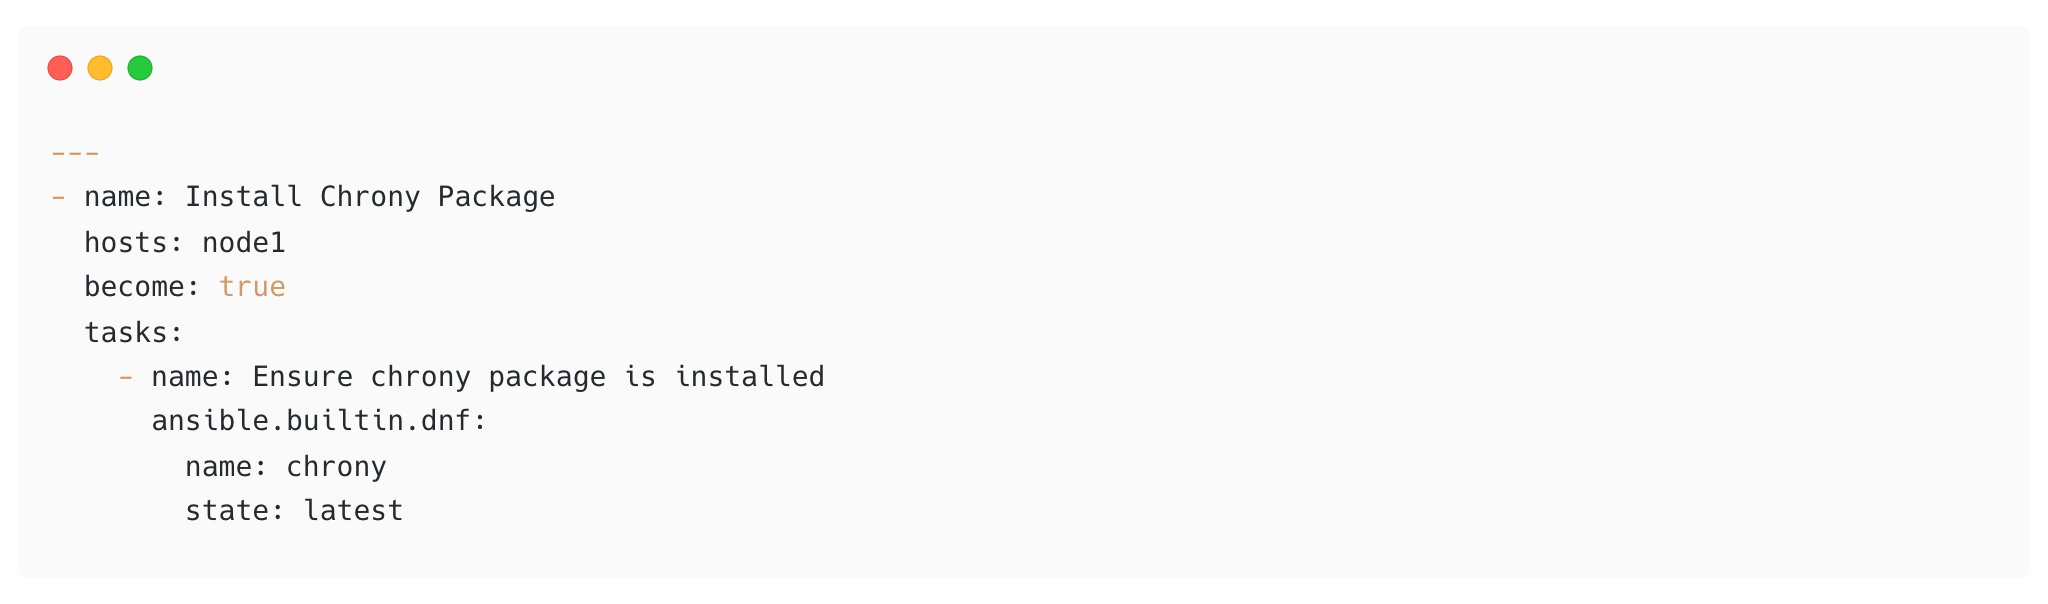 ---
- name: Install Chrony Package
  hosts: node1
  become: true
  tasks:
    - name: Ensure chrony package is installed
      ansible.builtin.dnf:
        name: chrony
        state: latest